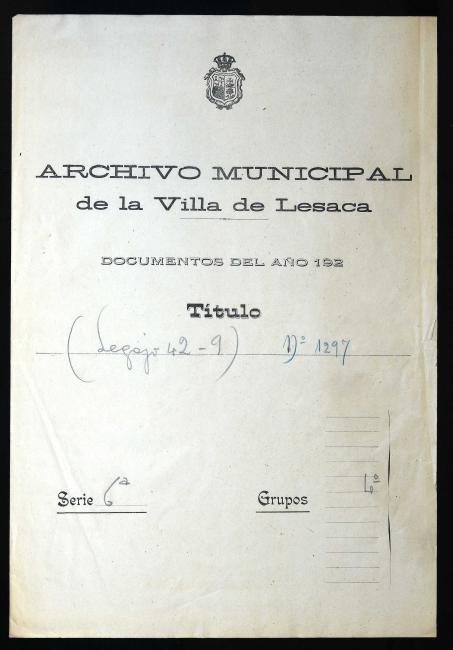 ARCHIVO MUNICIPAL
de la Villa de Lesaca
DOCUMENTOS DEL AÑO 192
Título
(Legajo 42-9) Nº 1297
Serie 6ª Grupos 6º